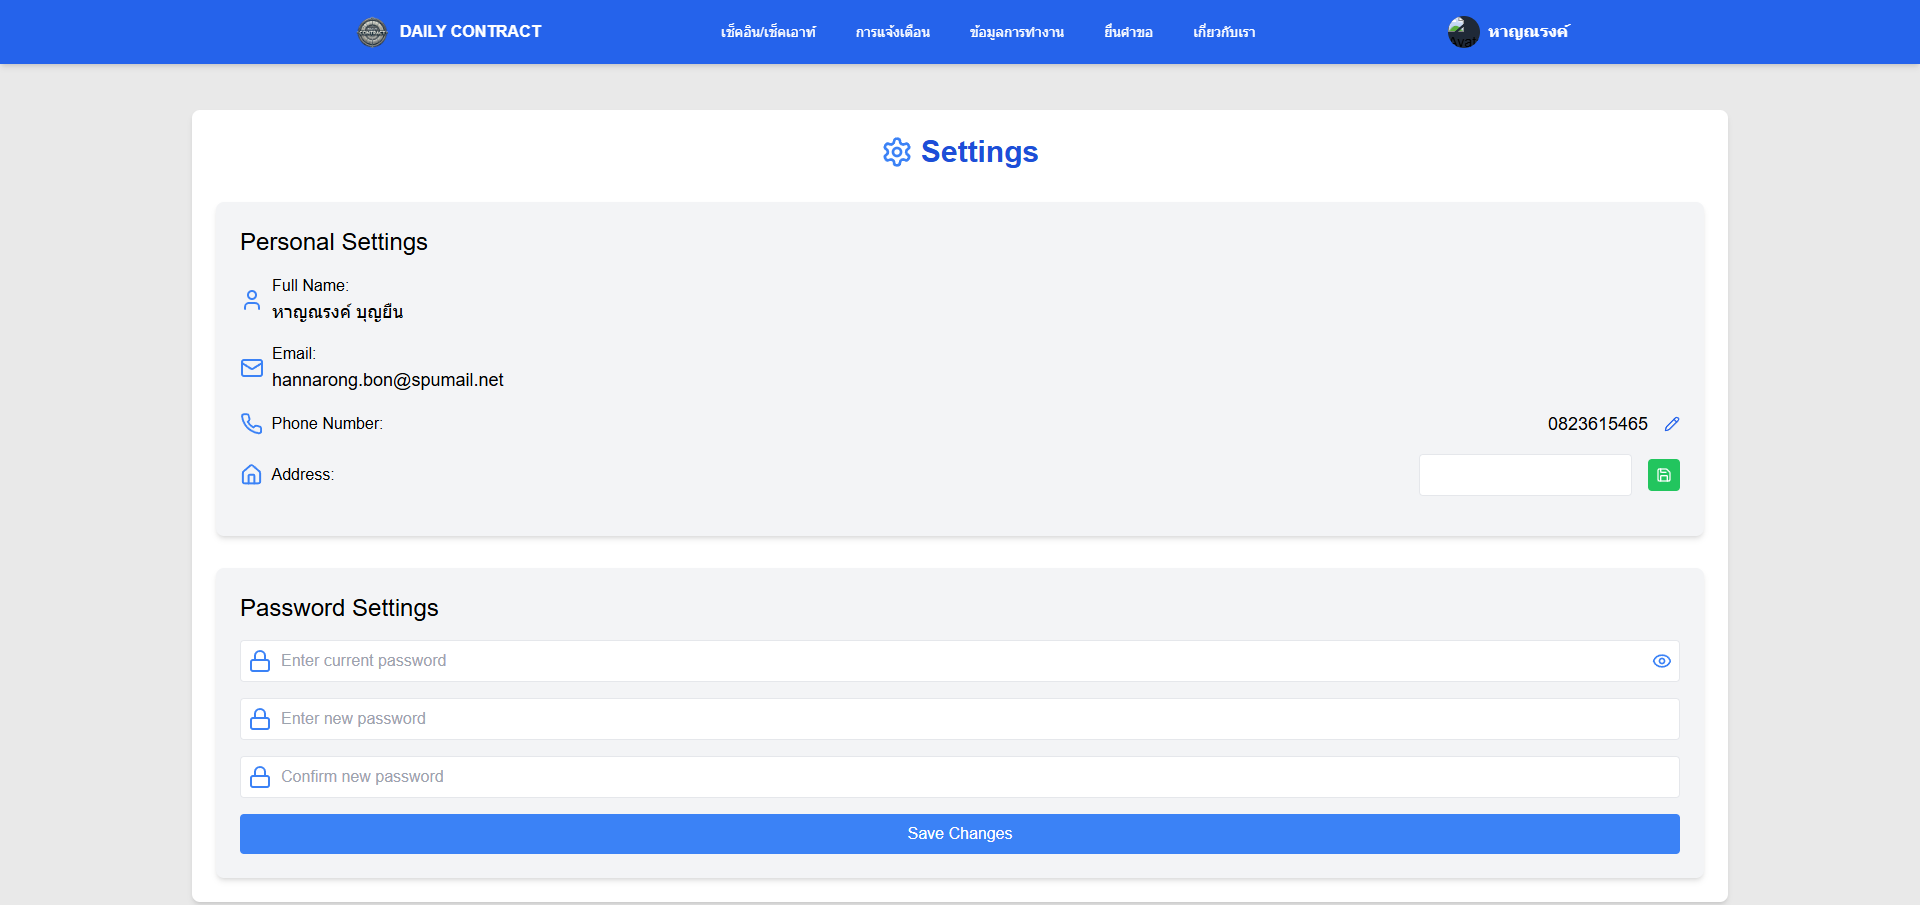 DAILY CONTRACT
เช็คอิน/เช็คเอาท์
การแจ้งเตือน
ข้อมูลการทำงาน
ยื่นคำขอ
เกี่ยวกับเรา
หาญณรงค์
Settings
Personal Settings
Full Name:
หาญณรงค์ บุญยืน
Email:
hannarong.bon@spumail.net
Phone Number:
0823615465
Address:
Password Settings
Enter current password
Enter new password
Confirm new password
Save Changes